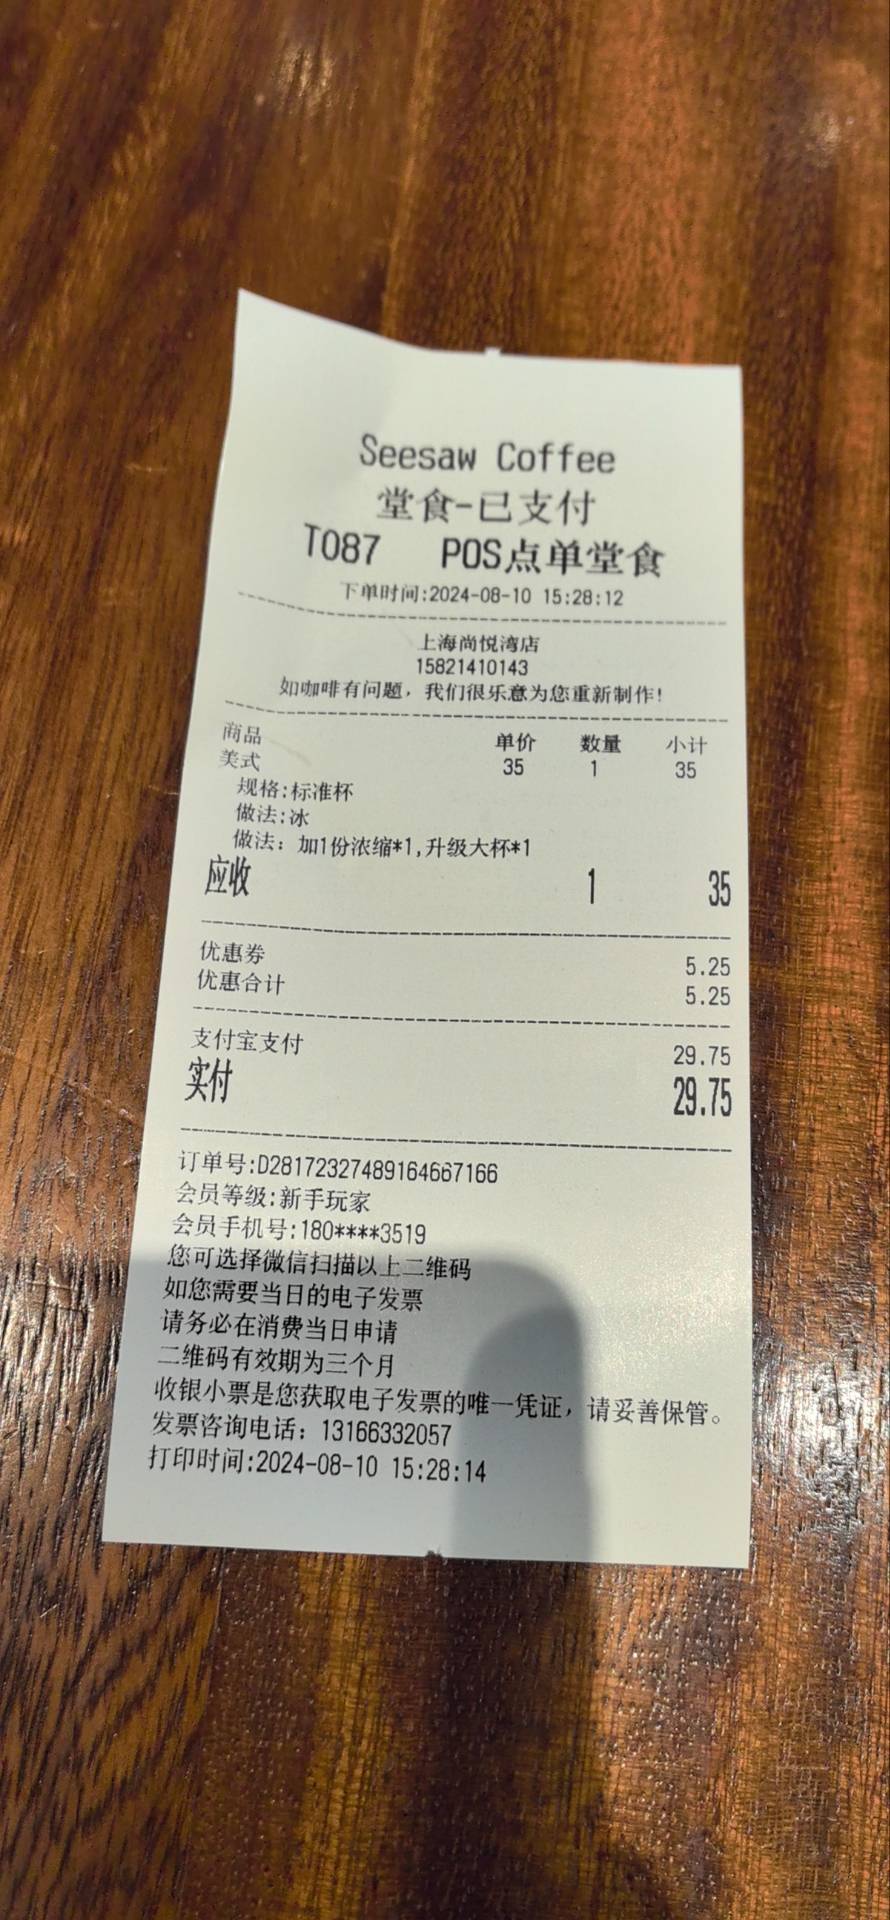 Seesaw Coffee
堂食-已支付
T087 POS点单堂食
下单时间:2024-08-10 15:28:12
上海尚悦湾店
15821410143
如咖啡有问题，我们很乐意为您重新制作!
商品 单价 数量 小计
美式 35 1 35
规格:标准杯
做法:冰
做法：加1份浓缩*1,升级大杯*1
应收 1 35
优惠券 5.25
优惠合计 5.25
支付宝支付 29.75
实付 29.75
订单号:D28172327489164667166
会员等级:新手玩家
会员手机号:180****3519
您可选择微信扫描以上二维码
如您需要当日的电子发票
请务必在消费当日申请
二维码有效期为三个月
收银小票是您获取电子发票的唯一凭证，请妥善保管。
发票咨询电话：13166332057
打印时间:2024-08-10 15:28:14